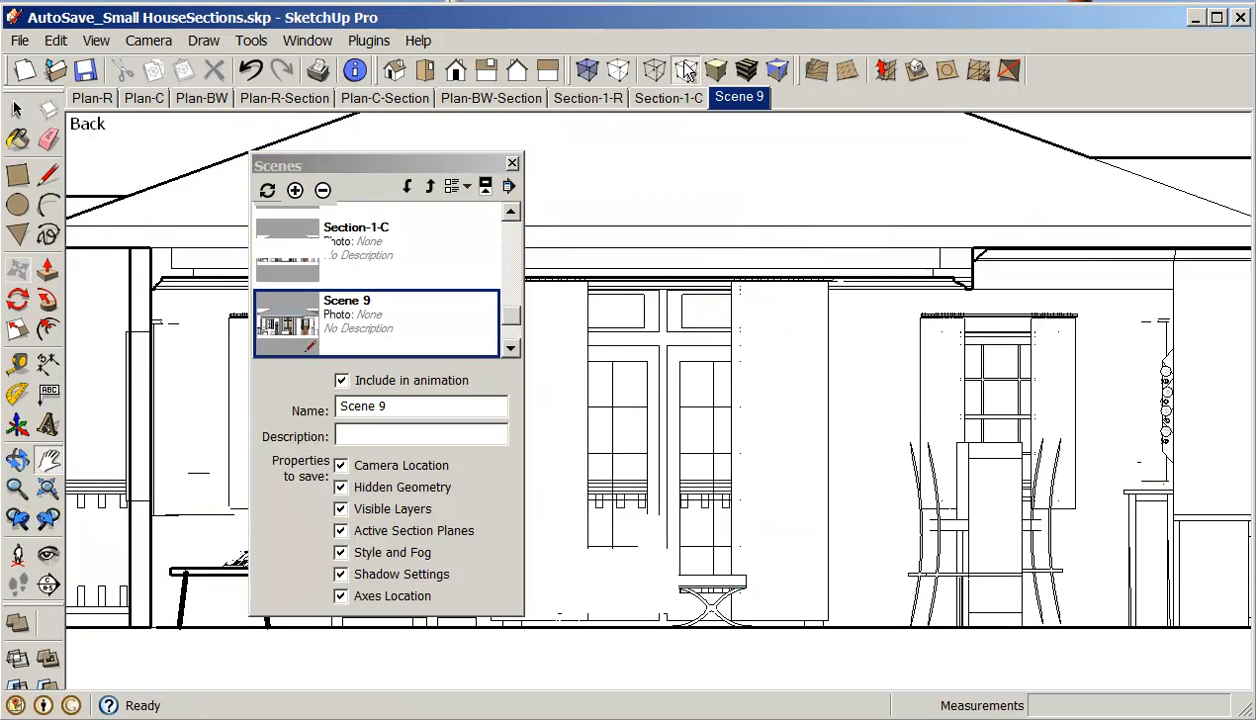 AutoSave_Small HouseSections.skp - SketchUp Pro
File Edit View Camera Draw Tools Window Plugins Help
Plan-R Plan-C Plan-BW Plan-R-Section Plan-C-Section Plan-BW-Section Section-1-R Section-1-C Scene 9
Back
Scenes
Section-1-C
Photo: None
No Description
Scene 9
Photo: None
No Description
Include in animation
Name: Scene 9
Description:
Properties to save:
Camera Location
Hidden Geometry
Visible Layers
Active Section Planes
Style and Fog
Shadow Settings
Axes Location
ABC
Ready
Measurements